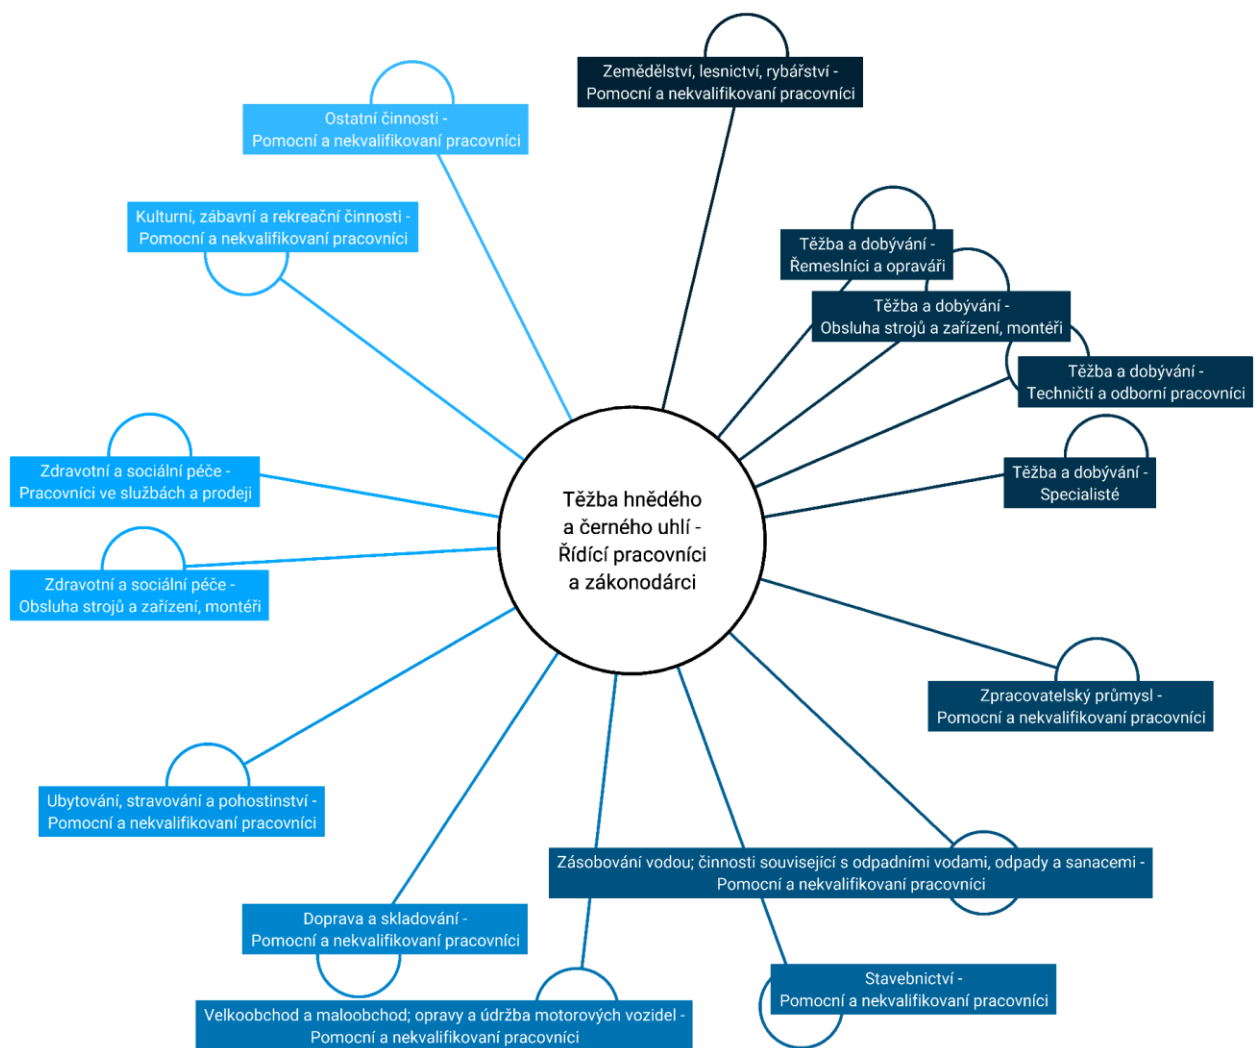 Zemědělství, lesnictví, rybářství -
Pomocní a nekvalifikovaní pracovníci
Ostatní činnosti -
Pomocní a nekvalifikovaní pracovníci
Kulturní, zábavní a rekreační činnosti -
Pomocní a nekvalifikovaní pracovníci
Těžba a dobývání -
Řemeslníci a opraváři
Těžba a dobývání -
Obsluha strojů a zařízení, montéři
Těžba a dobývání -
Techničtí a odborní pracovníci
Zdravotní a sociální péče -
Pracovníci ve službách a prodeji
Těžba a dobývání -
Specialisté
Těžba hnědého
a černého uhlí -
Řídící pracovníci
a zákonodárci
Zdravotní a sociální péče -
Obsluha strojů a zařízení, montéři
Zpracovatelský průmysl -
Pomocní a nekvalifikovaní pracovníci
Ubytování, stravování a pohostinství -
Pomocní a nekvalifikovaní pracovníci
Zásobování vodou; činnosti související s odpadními vodami, odpady a sanacemi -
Pomocní a nekvalifikovaní pracovníci
Doprava a skladování -
Pomocní a nekvalifikovaní pracovníci
Stavebnictví -
Pomocní a nekvalifikovaní pracovníci
Velkoobchod a maloobchod; opravy a údržba motorových vozidel -
Pomocní a nekvalifikovaní pracovníci